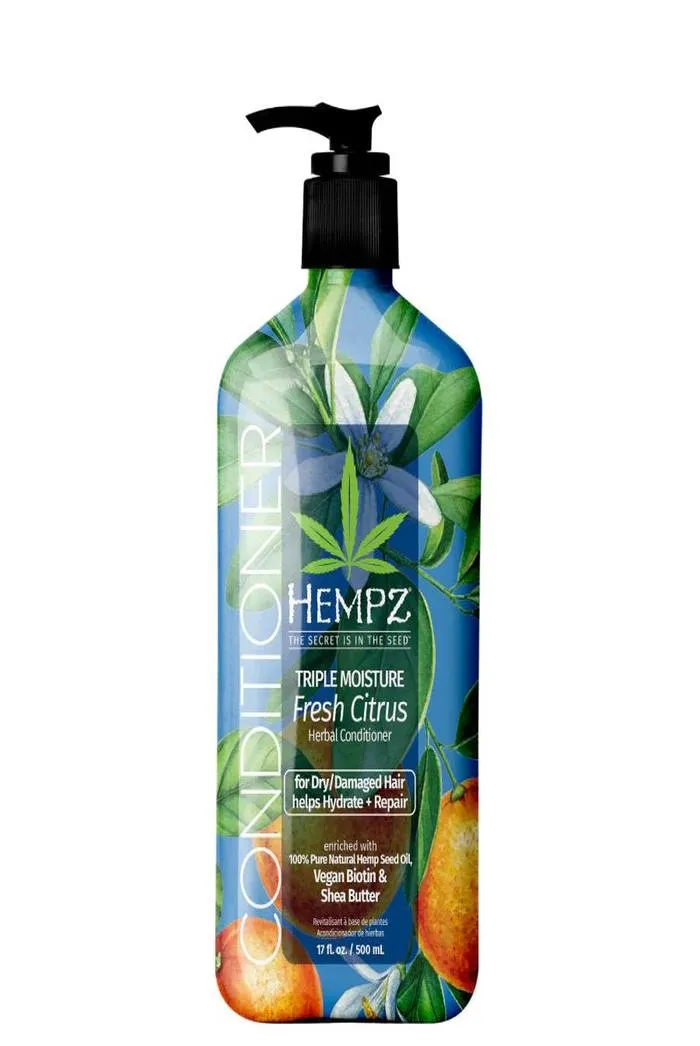 CONDITIONER
HEMPZ
THE SECRET IS IN THE SEED™
TRIPLE MOISTURE
Fresh Citrus
Herbal Conditioner
for Dry/Damaged Hair
helps Hydrate + Repair
enriched with
100% Pure Natural Hemp Seed Oil,
Vegan Biotin &
Shea Butter
Revitalisant à base de plantes
Acondicionador de hierbas
17 fl. oz. / 500 mL